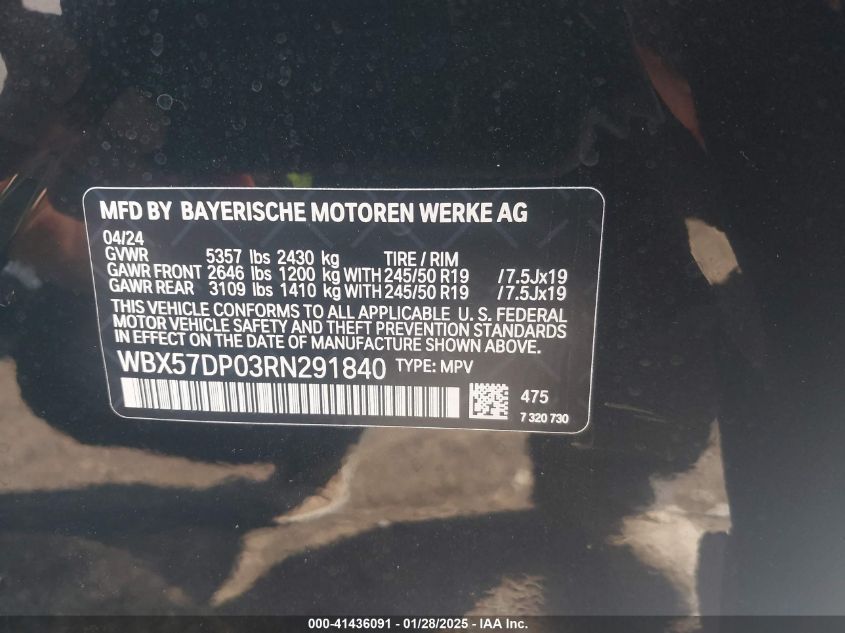 MFD BY BAYERISCHE MOTOREN WERKE AG
04/24
GVWR 5357 lbs 2430 kg TIRE / RIM
GAWR FRONT 2646 lbs 1200 kg WITH 245/50 R19 /7.5Jx19
GAWR REAR 3109 lbs 1410 kg WITH 245/50 R19 /7.5Jx19
THIS VEHICLE CONFORMS TO ALL APPLICABLE U. S. FEDERAL
MOTOR VEHICLE SAFETY AND THEFT PREVENTION STANDARDS
IN EFFECT ON THE DATE OF MANUFACTURE SHOWN ABOVE.
WBX57DP03RN291840 TYPE: MPV
475
7 320 730
000-41436091 - 01/28/2025 - IAA Inc.